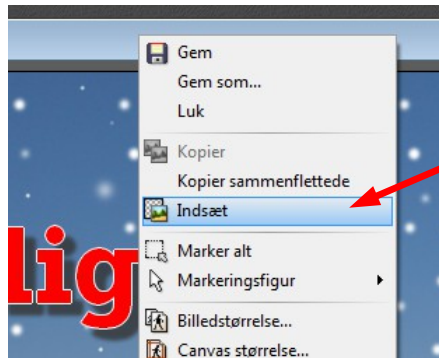 Gem
Gem som...
Luk
Kopier
Kopier sammenflettede
Indsæt
lig
Marker alt
Markeringsfigur
Billedstørrelse...
Canvas størrelse...